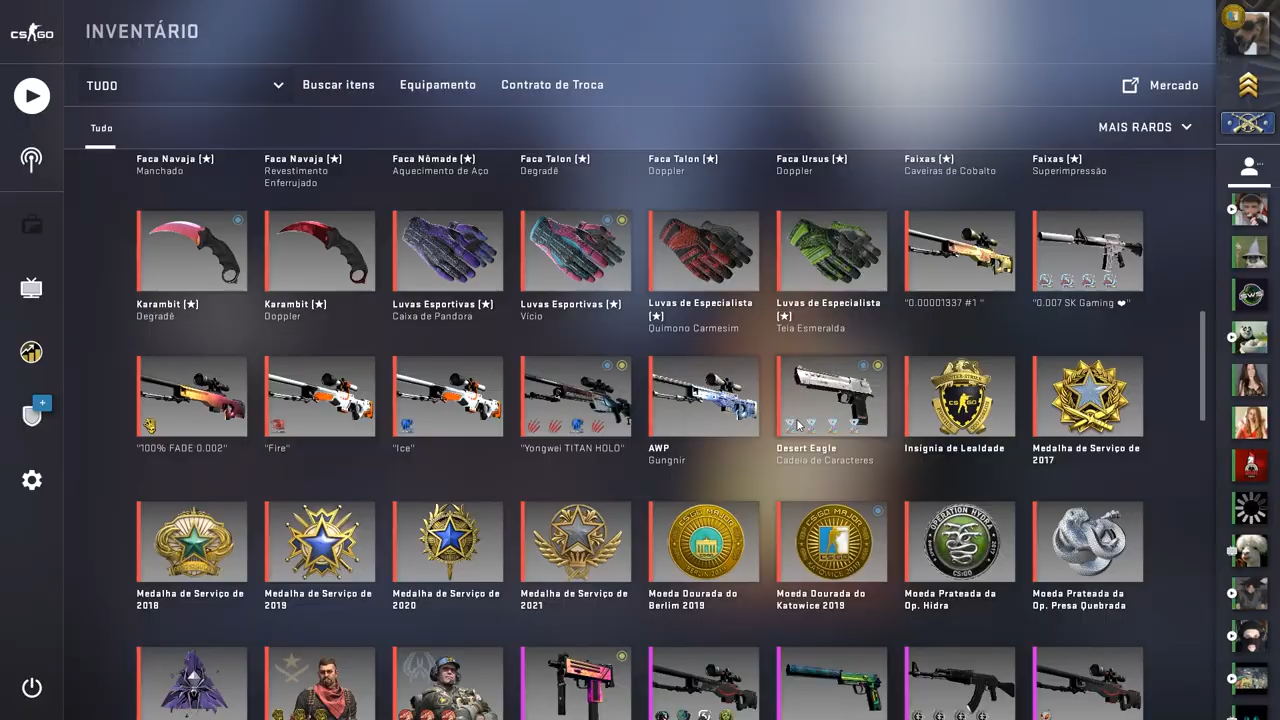 CS GO
INVENTÁRIO
TUDO
Buscar itens
Equipamento
Contrato de Troca
Mercado
Tudo
MAIS RAROS
Faca Navaja (★)
Manchado
Faca Navaja (★)
Revestimento
Enferrujado
Faca Nômade (★)
Aquecimento de Aço
Faca Talon (★)
Degradê
Faca Talon (★)
Doppler
Faca Ursus (★)
Doppler
Faixas (★)
Caveiras de Cobalto
Faixas (★)
Superimpressão
Karambit (★)
Degradê
Karambit (★)
Doppler
Luvas Esportivas (★)
Caixa de Pandora
Luvas Esportivas (★)
Vício
Luvas de Especialista
(★)
Quimono Carmesim
Luvas de Especialista
(★)
Teia Esmeralda
"0.00001337 #1 "
"0.007 SK Gaming ❤"
"100% FADE 0.002"
"Fire"
"Ice"
"Yongwei TITAN HOLO"
AWP
Gungnir
Desert Eagle
Cadeia de Caracteres
Insígnia de Lealdade
Medalha de Serviço de
2017
Medalha de Serviço de
2018
Medalha de Serviço de
2019
Medalha de Serviço de
2020
Medalha de Serviço de
2021
Moeda Dourada do
Berlim 2019
Moeda Dourada do
Katowice 2019
Moeda Prateada da
Op. Hidra
Moeda Prateada da
Op. Presa Quebrada